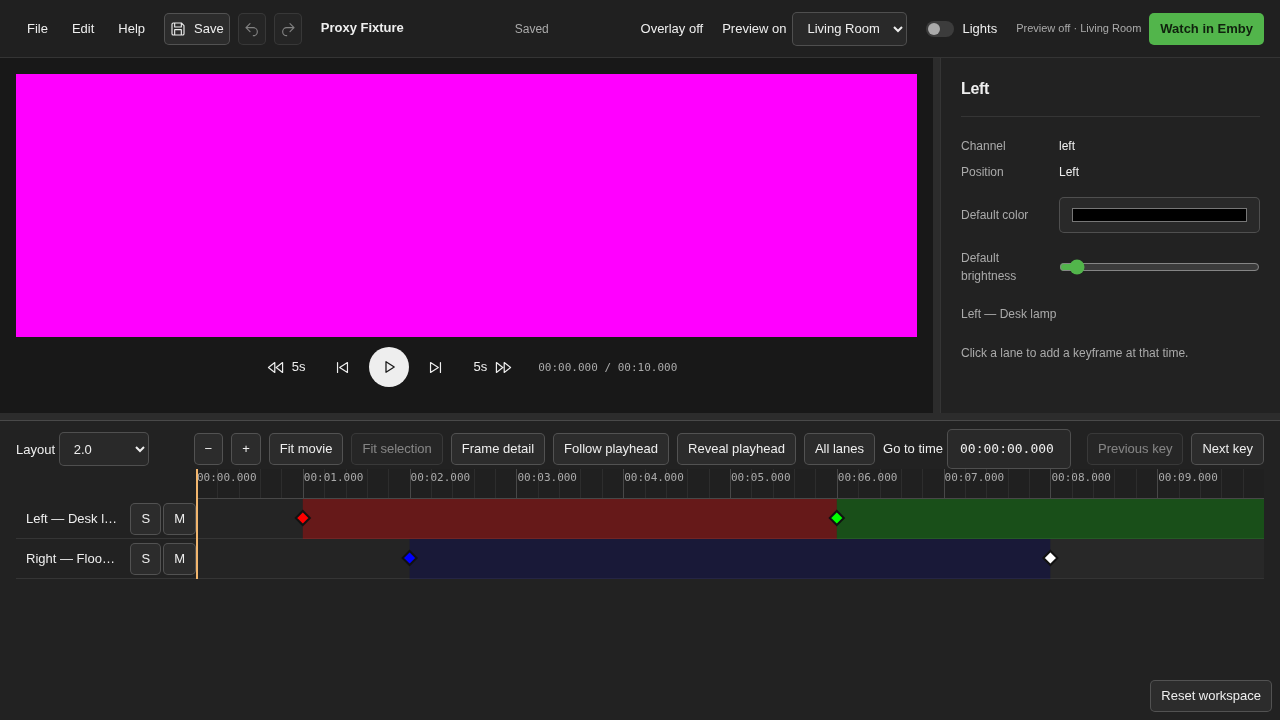 File Edit Help Save Proxy Fixture Saved Overlay off Preview on Living Room Lights Preview off · Living Room Watch in Emby
Left
Channel left
Position Left
Default color
Default
brightness
Left — Desk lamp
Click a lane to add a keyframe at that time.
5s 5s 00:00.000 / 00:10.000
Layout 2.0 − + Fit movie Fit selection Frame detail Follow playhead Reveal playhead All lanes Go to time 00:00:00.000 Previous key Next key
00:00.000 00:01.000 00:02.000 00:03.000 00:04.000 00:05.000 00:06.000 00:07.000 00:08.000 00:09.000
Left — Desk l… S M
Right — Floo… S M
Reset workspace